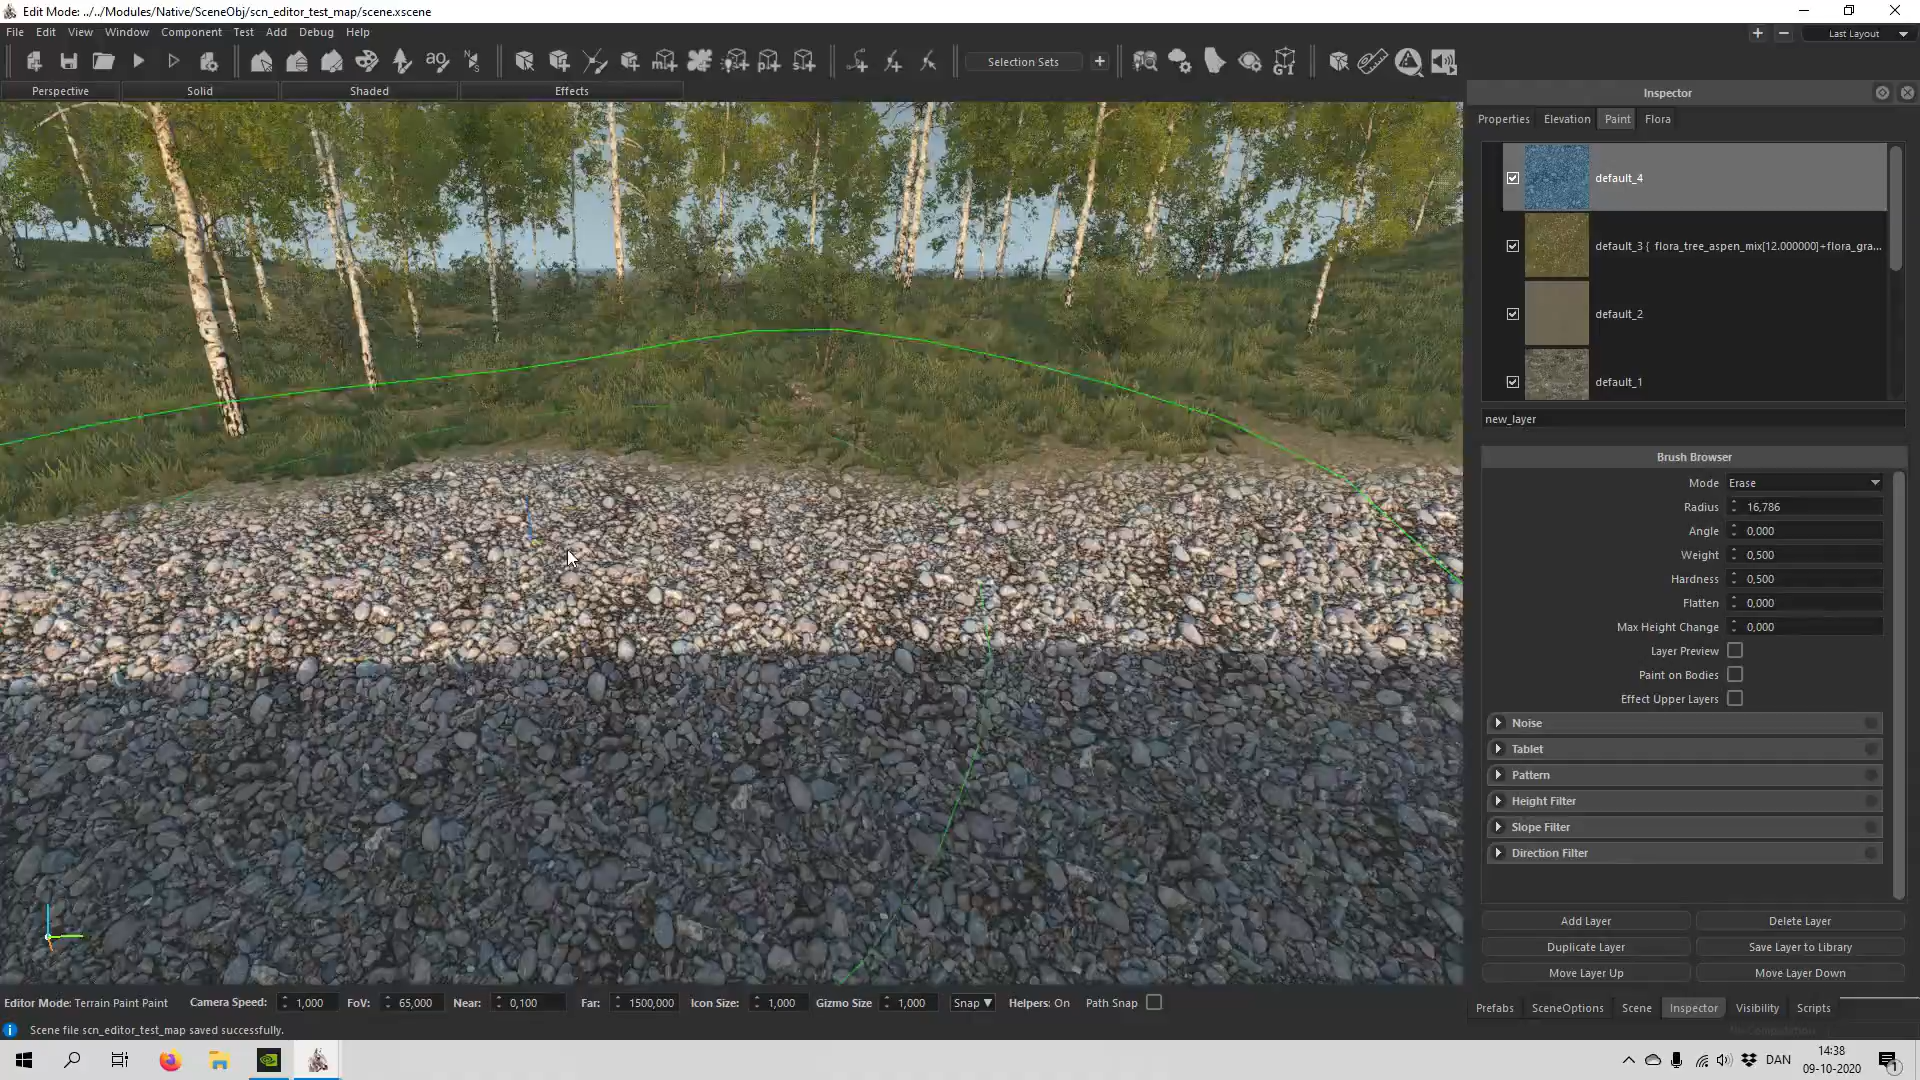 Edit Mode: ../../Modules/Native/SceneObj/scn_editor_test_map/scene.xscene
File Edit View Window Component Test Add Debug Help
Last Layout
ao
Selection Sets
GI
Perspective Solid Shaded Effects
Inspector
Properties Elevation Paint Flora
default_4
default_3 { flora_tree_aspen_mix[12.000000]+flora_gra...
default_2
default_1
new_layer
Brush Browser
Mode Erase
Radius 16,786
Angle 0,000
Weight 0,500
Hardness 0,500
Flatten 0,000
Max Height Change 0,000
Layer Preview
Paint on Bodies
Effect Upper Layers
Noise
Tablet
Pattern
Height Filter
Slope Filter
Direction Filter
Add Layer Delete Layer
Duplicate Layer Save Layer to Library
Move Layer Up Move Layer Down
Editor Mode: Terrain Paint Paint Camera Speed: 1,000 FoV: 65,000 Near: 0,100 Far: 1500,000 Icon Size: 1,000 Gizmo Size 1,000 Snap Helpers: On Path Snap
Prefabs SceneOptions Scene Inspector Visibility Scripts
Scene file scn_editor_test_map saved successfully.
DAN
14:38
09-10-2020
1